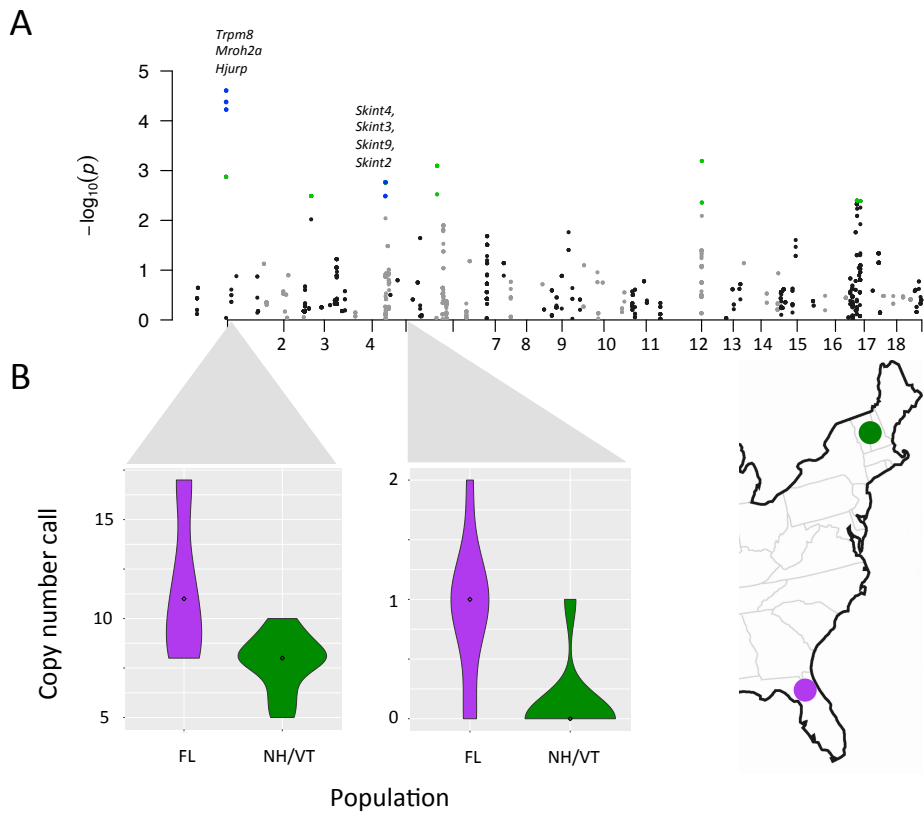 A
Trpm8
Mroh2a
Hjurp
Skint4,
Skint3,
Skint9,
Skint2
−log10(p)
5
4
3
2
1
0
2 4 7 8 9 10 11 12 13 14 15 16 17 18
B
Copy number call
15
10
5
FL NH/VT
2
1
0
FL NH/VT
Population